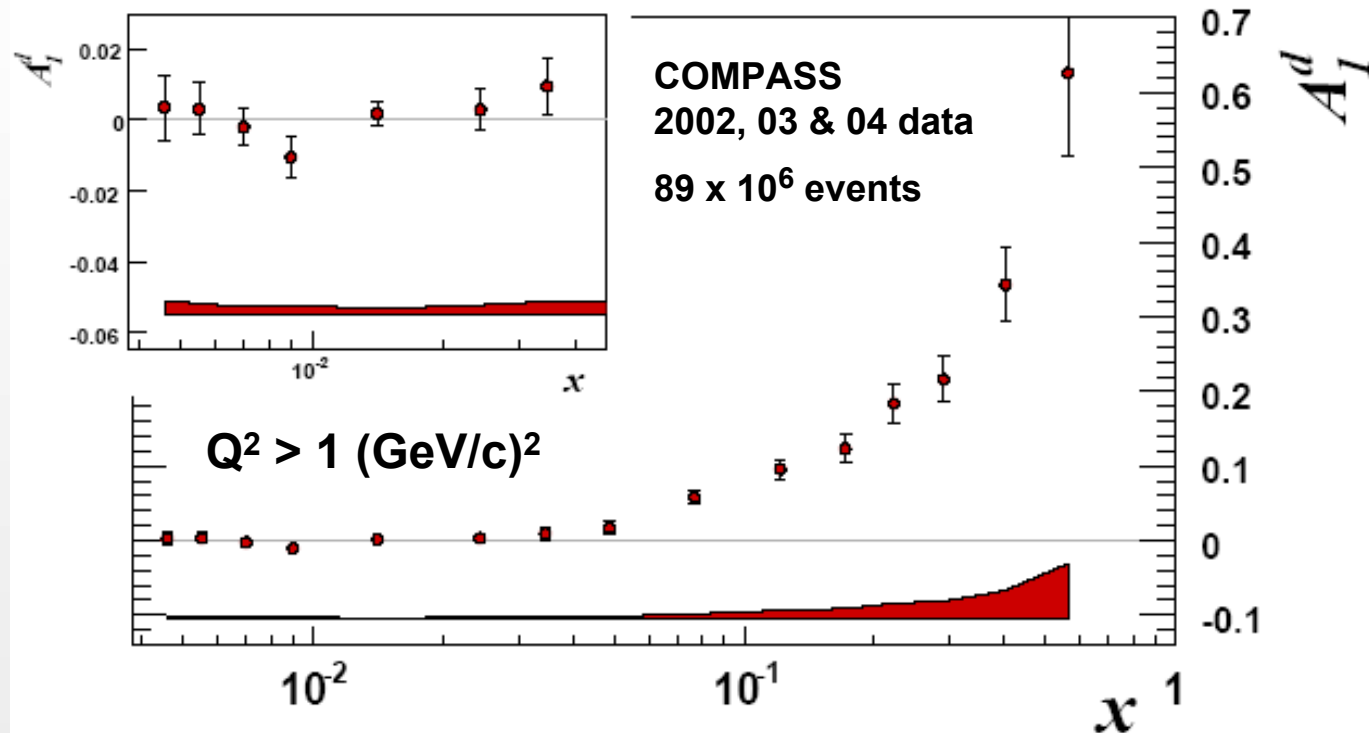 A₁ᵈ
0.02
0
-0.02
-0.04
-0.06
10⁻²
x
COMPASS
2002, 03 & 04 data
89 x 10⁶ events
Q² > 1 (GeV/c)²
0.7
0.6
0.5
0.4
0.3
0.2
0.1
0
-0.1
A₁ᵈ
10⁻²
10⁻¹
x
1